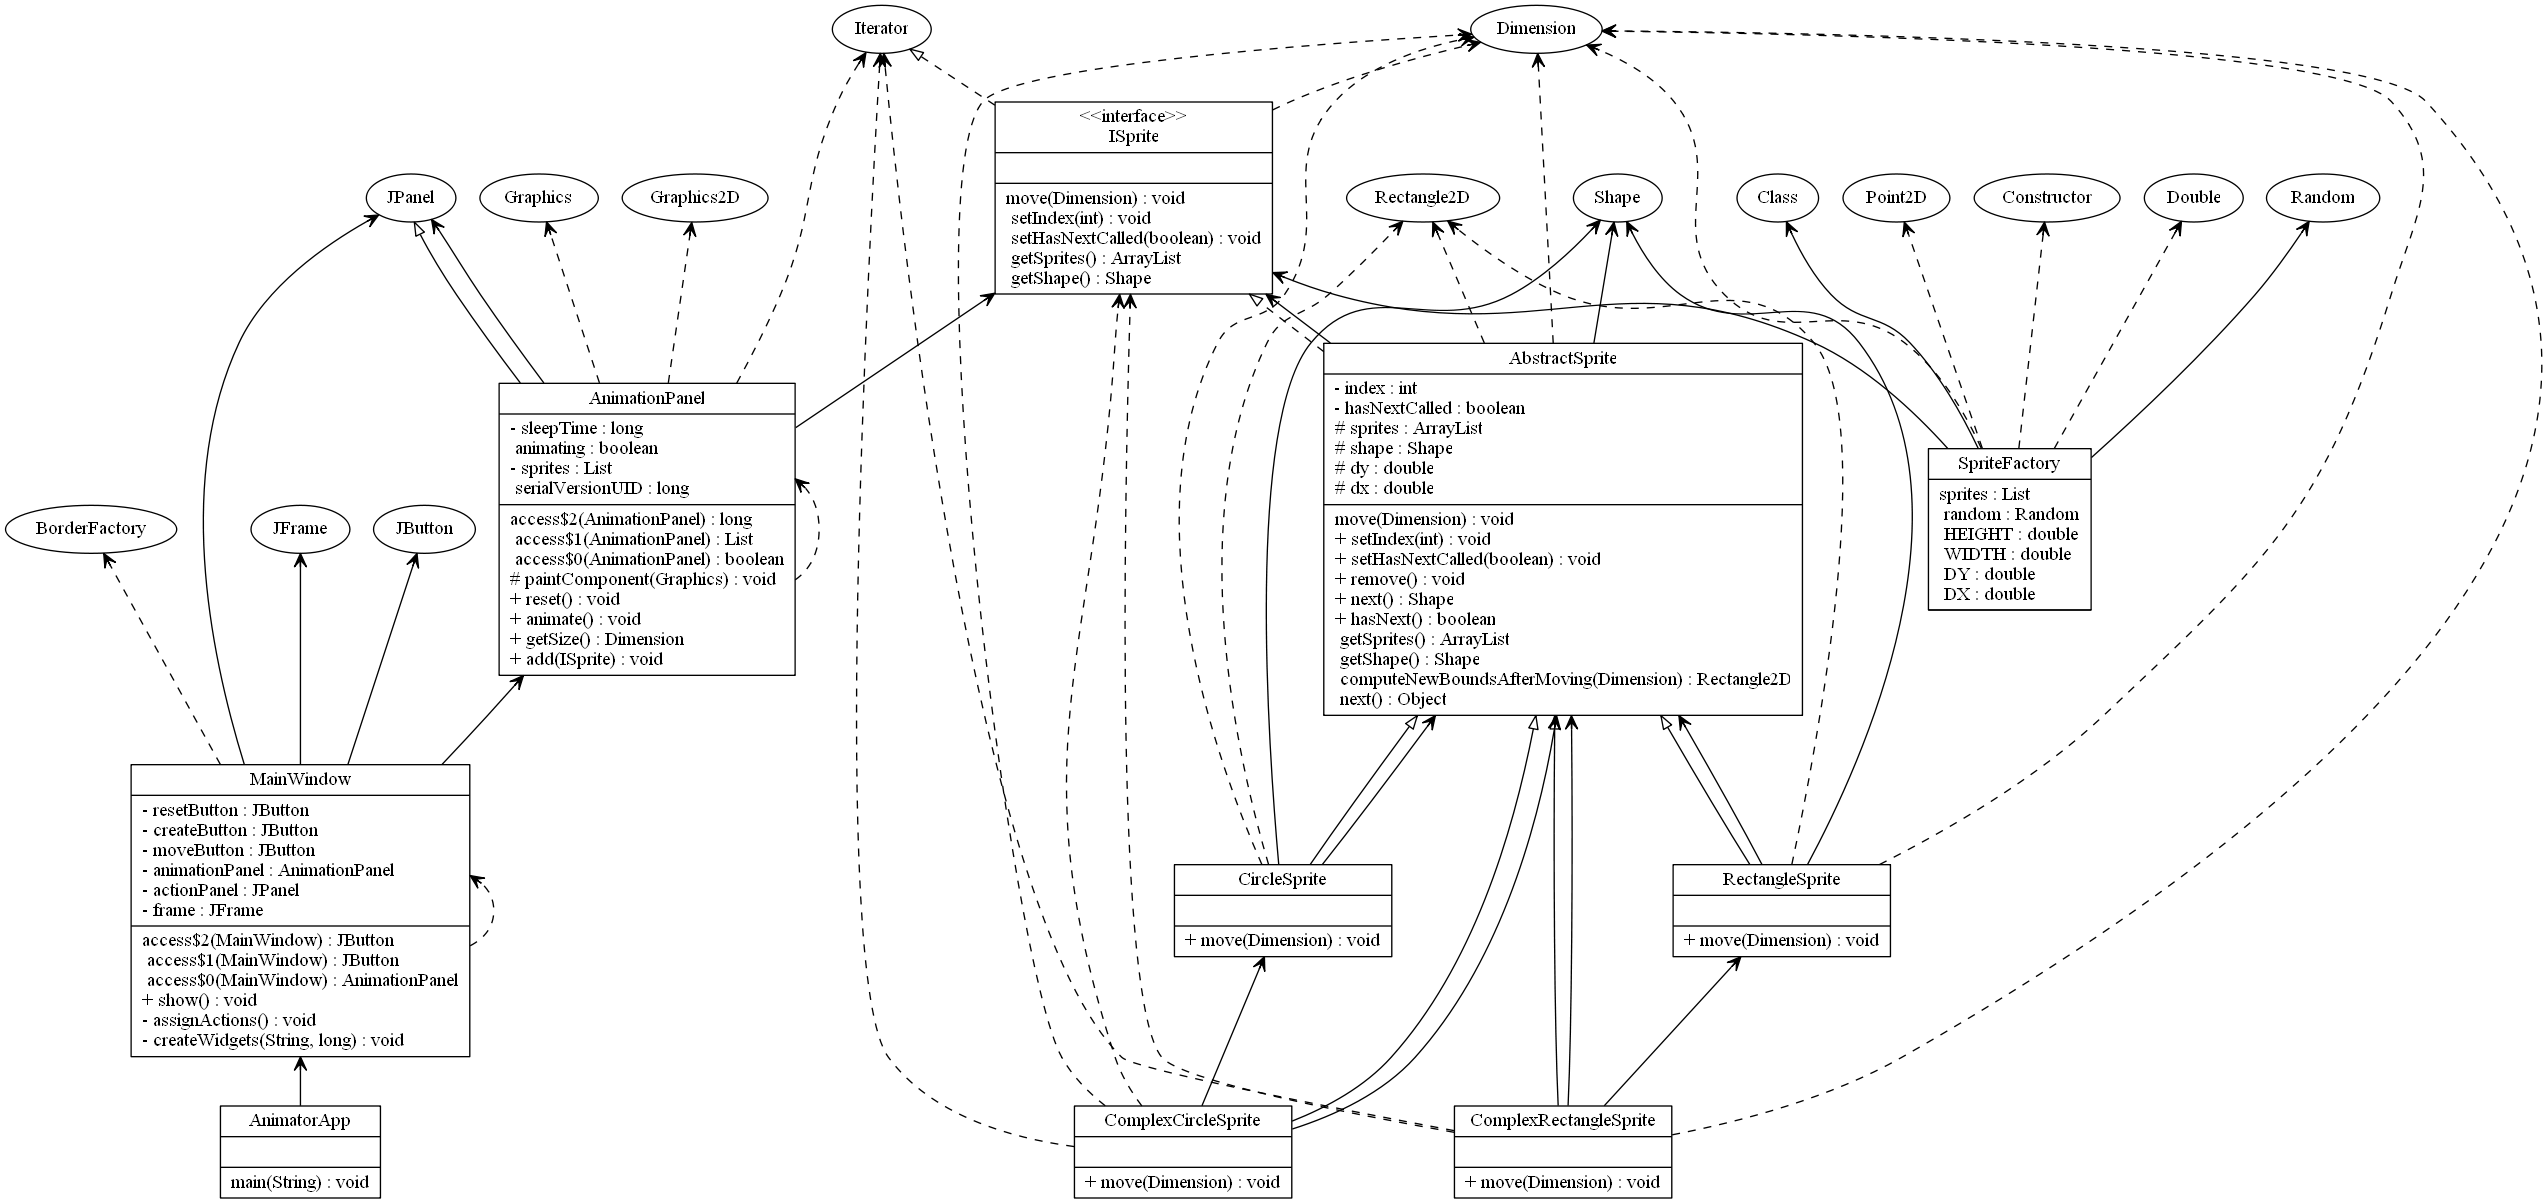 Iterator
Dimension
<<interface>>
ISprite
move(Dimension) : void
setIndex(int) : void
setHasNextCalled(boolean) : void
getSprites() : ArrayList
getShape() : Shape
JPanel
Graphics
Graphics2D
Rectangle2D
Shape
Class
Point2D
Constructor
Double
Random
AnimationPanel
- sleepTime : long
animating : boolean
- sprites : List
serialVersionUID : long
access$2(AnimationPanel) : long
access$1(AnimationPanel) : List
access$0(AnimationPanel) : boolean
# paintComponent(Graphics) : void
+ reset() : void
+ animate() : void
+ getSize() : Dimension
+ add(ISprite) : void
AbstractSprite
- index : int
- hasNextCalled : boolean
# sprites : ArrayList
# shape : Shape
# dy : double
# dx : double
move(Dimension) : void
+ setIndex(int) : void
+ setHasNextCalled(boolean) : void
+ remove() : void
+ next() : Shape
+ hasNext() : boolean
getSprites() : ArrayList
getShape() : Shape
computeNewBoundsAfterMoving(Dimension) : Rectangle2D
next() : Object
SpriteFactory
sprites : List
random : Random
HEIGHT : double
WIDTH : double
DY : double
DX : double
BorderFactory
JFrame
JButton
MainWindow
- resetButton : JButton
- createButton : JButton
- moveButton : JButton
- animationPanel : AnimationPanel
- actionPanel : JPanel
- frame : JFrame
access$2(MainWindow) : JButton
access$1(MainWindow) : JButton
access$0(MainWindow) : AnimationPanel
+ show() : void
- assignActions() : void
- createWidgets(String, long) : void
CircleSprite
+ move(Dimension) : void
RectangleSprite
+ move(Dimension) : void
AnimatorApp
main(String) : void
ComplexCircleSprite
+ move(Dimension) : void
ComplexRectangleSprite
+ move(Dimension) : void